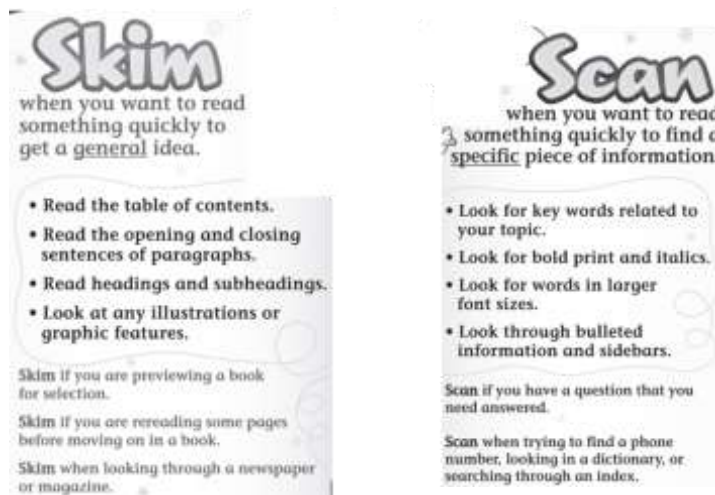 Skim
when you want to read
something quickly to
get a general idea.
• Read the table of contents.
• Read the opening and closing
sentences of paragraphs.
• Read headings and subheadings.
• Look at any illustrations or
graphic features.
Skim if you are previewing a book
for selection.
Skim if you are rereading some pages
before moving on in a book.
Skim when looking through a newspaper
or magazine.
Scan
when you want to read
something quickly to find a
specific piece of information
• Look for key words related to
your topic.
• Look for bold print and italics.
• Look for words in larger
font sizes.
• Look through bulleted
information and sidebars.
Scan if you have a question that you
need answered.
Scan when trying to find a phone
number, looking in a dictionary, or
searching through an index.